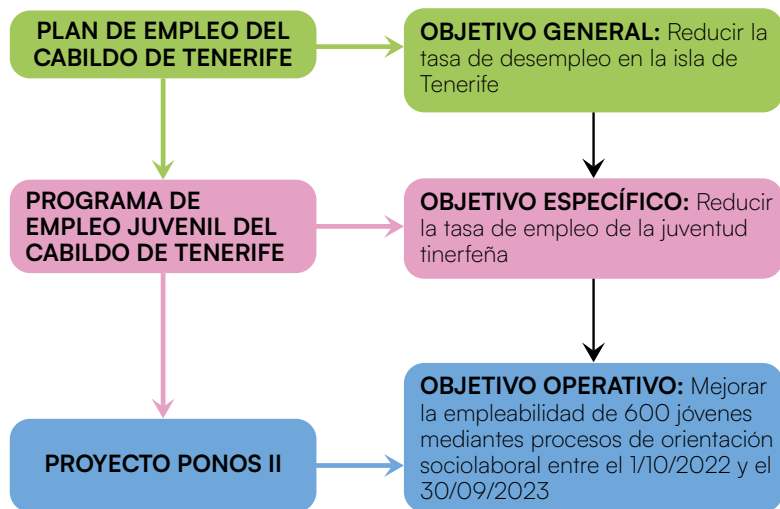 PLAN DE EMPLEO DEL
CABILDO DE TENERIFE
OBJETIVO GENERAL: Reducir la
tasa de desempleo en la isla de
Tenerife
PROGRAMA DE
EMPLEO JUVENIL DEL
CABILDO DE TENERIFE
OBJETIVO ESPECÍFICO: Reducir
la tasa de empleo de la juventud
tinerfeña
PROYECTO PONOS II
OBJETIVO OPERATIVO: Mejorar
la empleabilidad de 600 jóvenes
mediantes procesos de orientación
sociolaboral entre el 1/10/2022 y el
30/09/2023